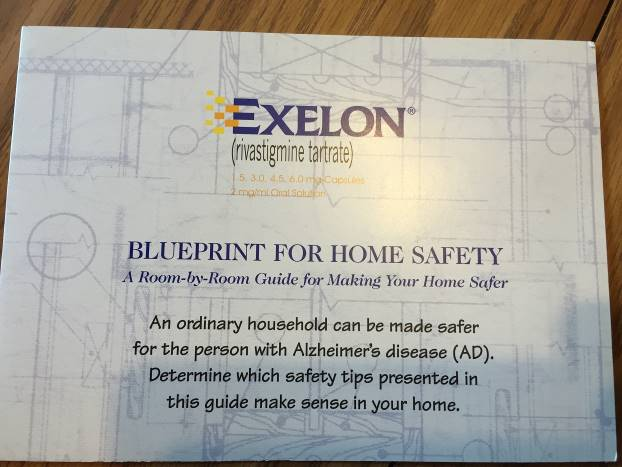 EXELON®
(rivastigmine tartrate)
1.5, 3.0, 4.5, 6.0 mg Capsules
2 mg/ml Oral Solution
BLUEPRINT FOR HOME SAFETY
A Room-by-Room Guide for Making Your Home Safer
An ordinary household can be made safer
for the person with Alzheimer's disease (AD).
Determine which safety tips presented in
this guide make sense in your home.